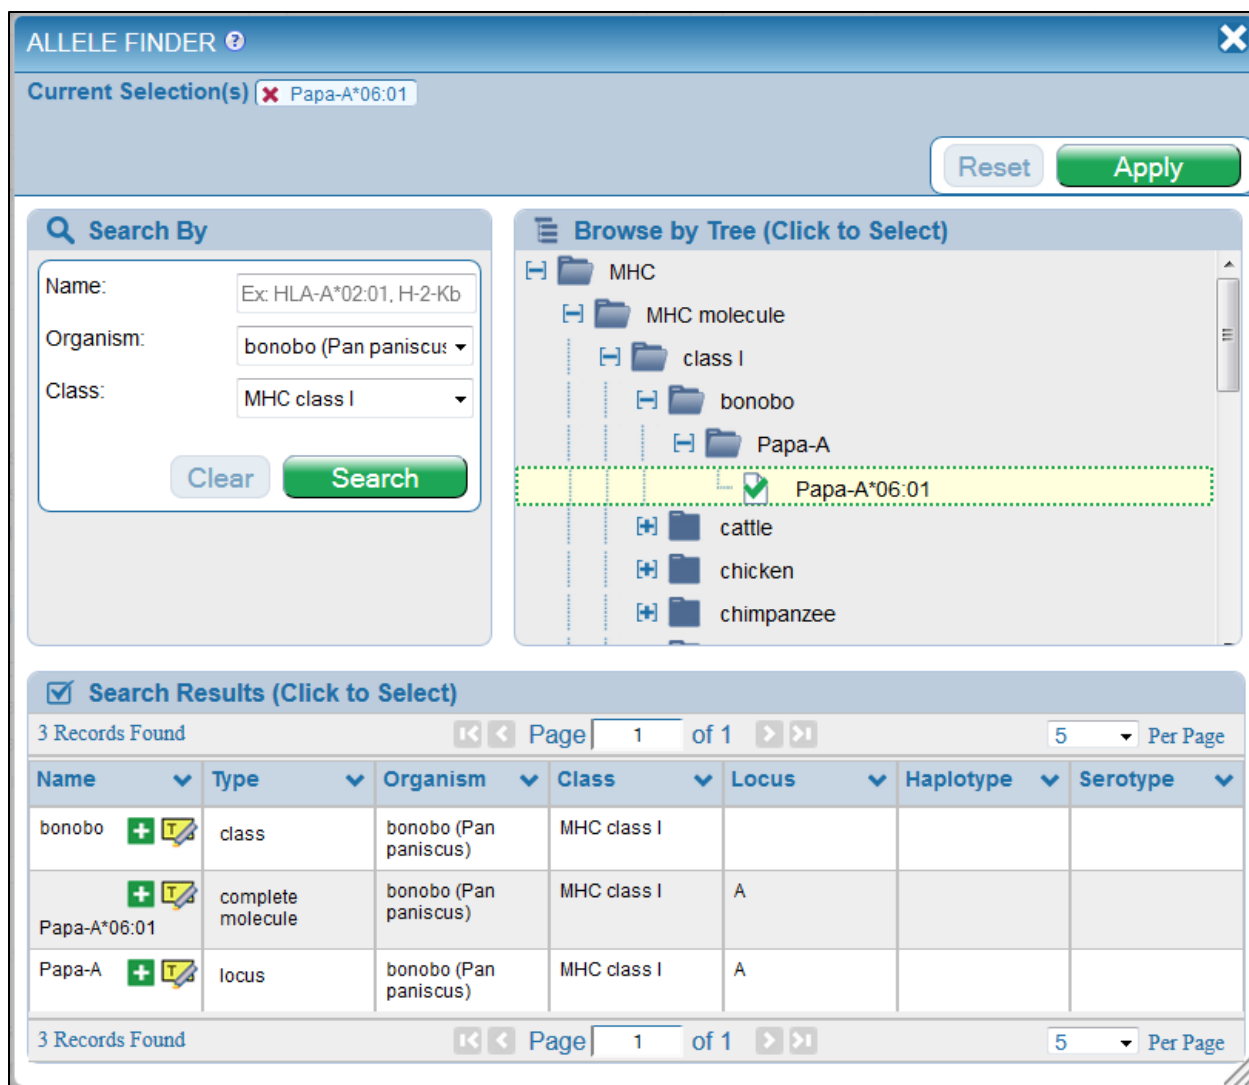 ALLELE FINDER ?
Current Selection(s) Papa-A*06:01
Reset Apply
Search By
Name: Ex: HLA-A*02:01, H-2-Kb
Organism: bonobo (Pan paniscus
Class: MHC class I
Clear Search
Browse by Tree (Click to Select)
MHC
MHC molecule
class I
bonobo
Papa-A
Papa-A*06:01
cattle
chicken
chimpanzee
Search Results (Click to Select)
3 Records Found Page 1 of 1 5 Per Page
Name Type Organism Class Locus Haplotype Serotype
bonobo class bonobo (Pan paniscus) MHC class I
Papa-A*06:01 complete molecule bonobo (Pan paniscus) MHC class I A
Papa-A locus bonobo (Pan paniscus) MHC class I A
3 Records Found Page 1 of 1 5 Per Page